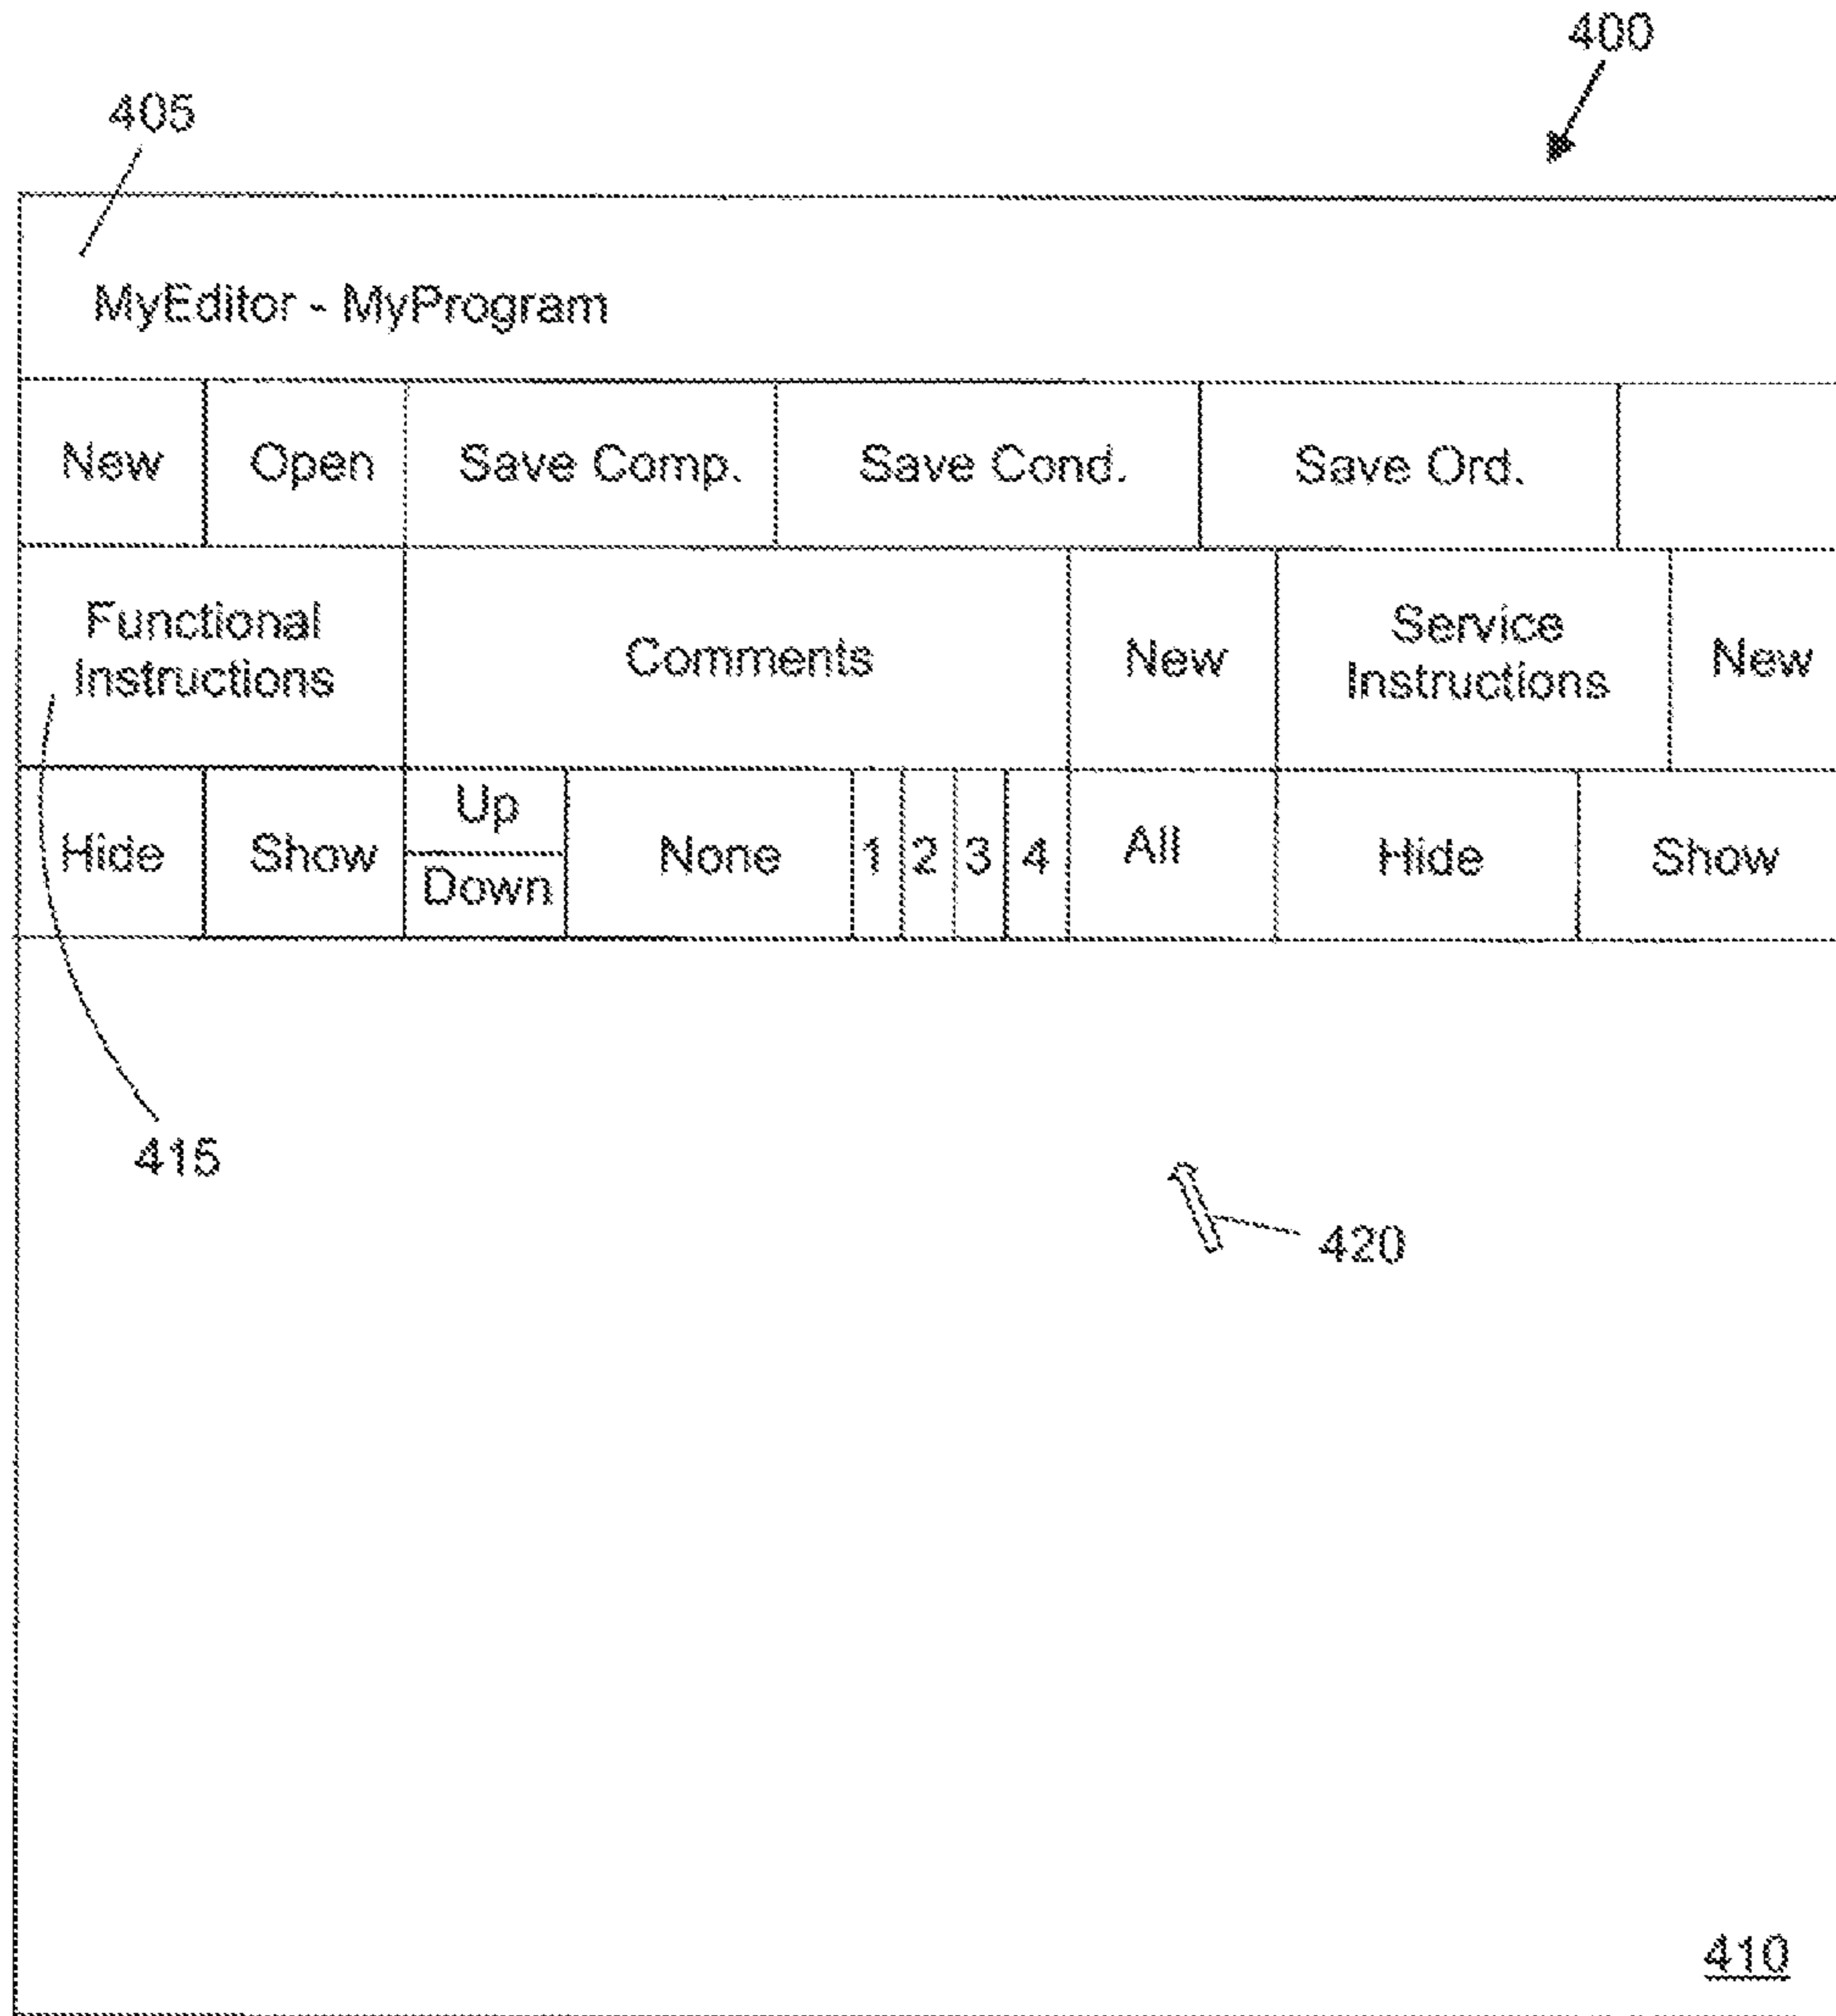 400
405
MyEditor - MyProgram
New Open Save Comp. Save Cond. Save Ord.
Functional
Instructions
Comments
New
Service
Instructions
New
Hide Show
Up
Down
None 1 2 3 4 All Hide Show
415
420
410